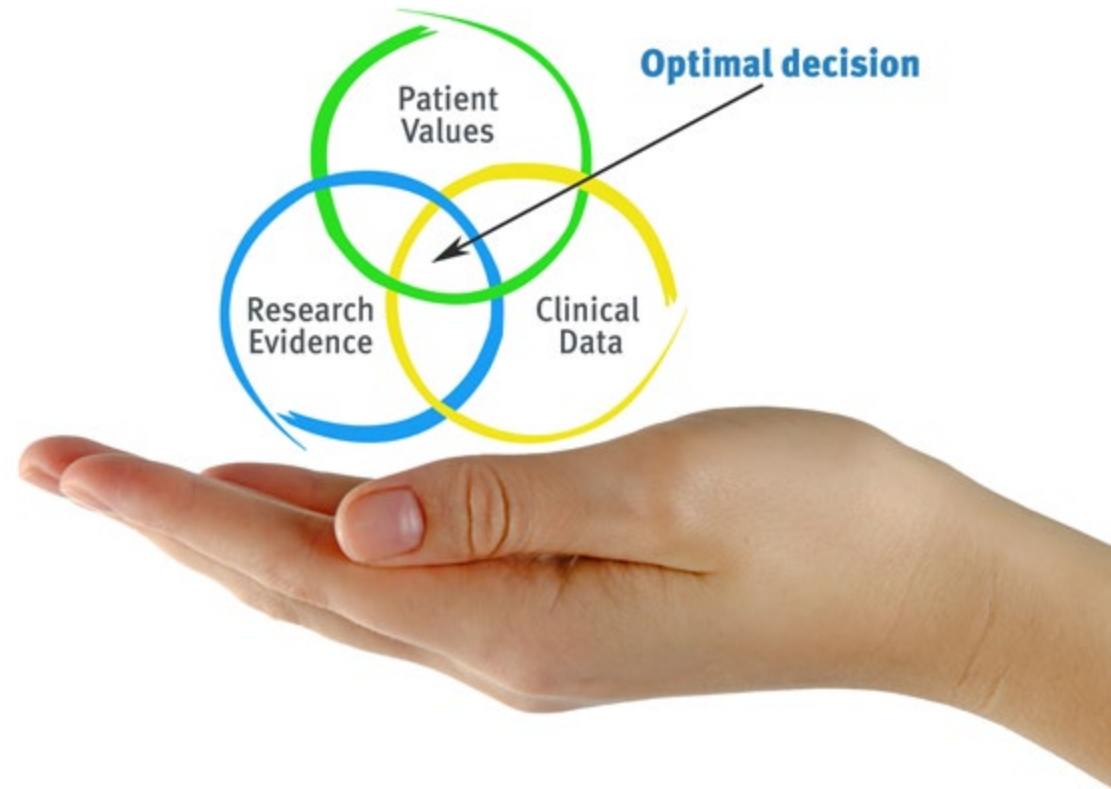 Optimal decision
Patient
Values
Research
Evidence
Clinical
Data